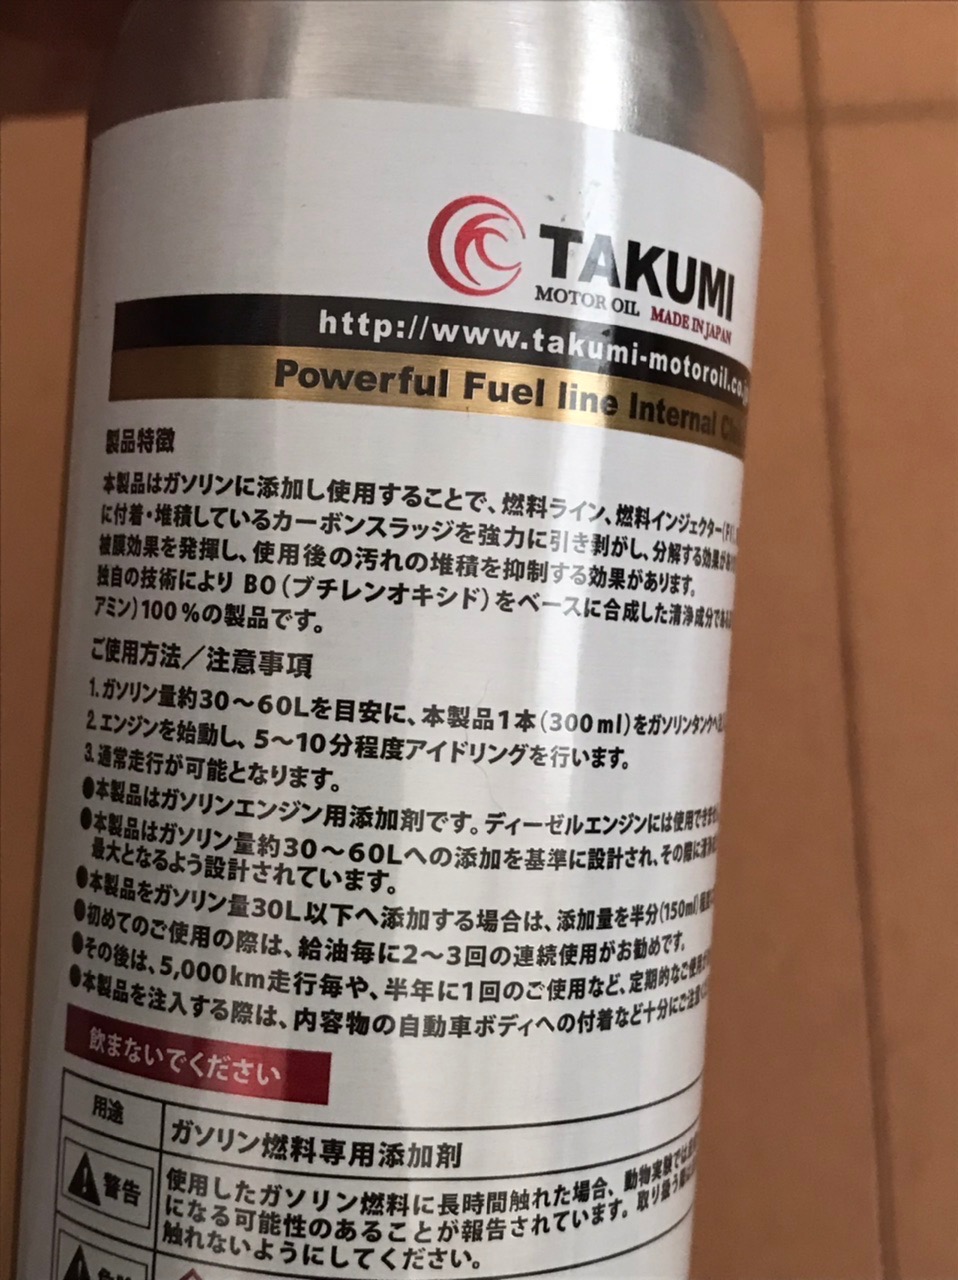 TAKUMI
MOTOR OIL MADE IN JAPAN
http://www.takumi-motoroil.co.j
Powerful Fuel line Internal
製品特徴
本製品はガソリンに添加し使用することで、燃料ライン、燃料インジェクター
に付着・堆積しているカーボンスラッジを強力に引き剥がし、分解する効果が
被膜効果を発揮し、使用後の汚れの堆積を抑制する効果があります。
独自の技術により BO（ブチレンオキシド）をベースに合成した清浄成分で
アミン）100%の製品です。
ご使用方法／注意事項
1.ガソリン量約30～60Lを目安に、本製品1本（300ml）をガソリンタンクへ
2.エンジンを始動し、5～10分程度アイドリングを行います。
3.通常走行が可能となります。
●本製品はガソリンエンジン用添加剤です。ディーゼルエンジンには使用できませ
●本製品はガソリン量約30～60Lへの添加を基準に設計され、その際に
最大となるよう設計されています。
●本製品をガソリン量30L以下へ添加する場合は、添加量を半分（150ml）
●初めてのご使用の際は、給油毎に2～3回の連続使用がお勧めです。
●その後は、5,000km走行毎や、半年に1回のご使用など、定期的なご使用が
●本製品を注入する際は、内容物の自動車ボディへの付着など十分にご注意
飲まないでください
用途
ガソリン燃料専用添加剤
警告
使用したガソリン燃料に長時間触れた場合、動物実験では
になる可能性のあることが報告されています。取り扱う
触れないようにしてください。